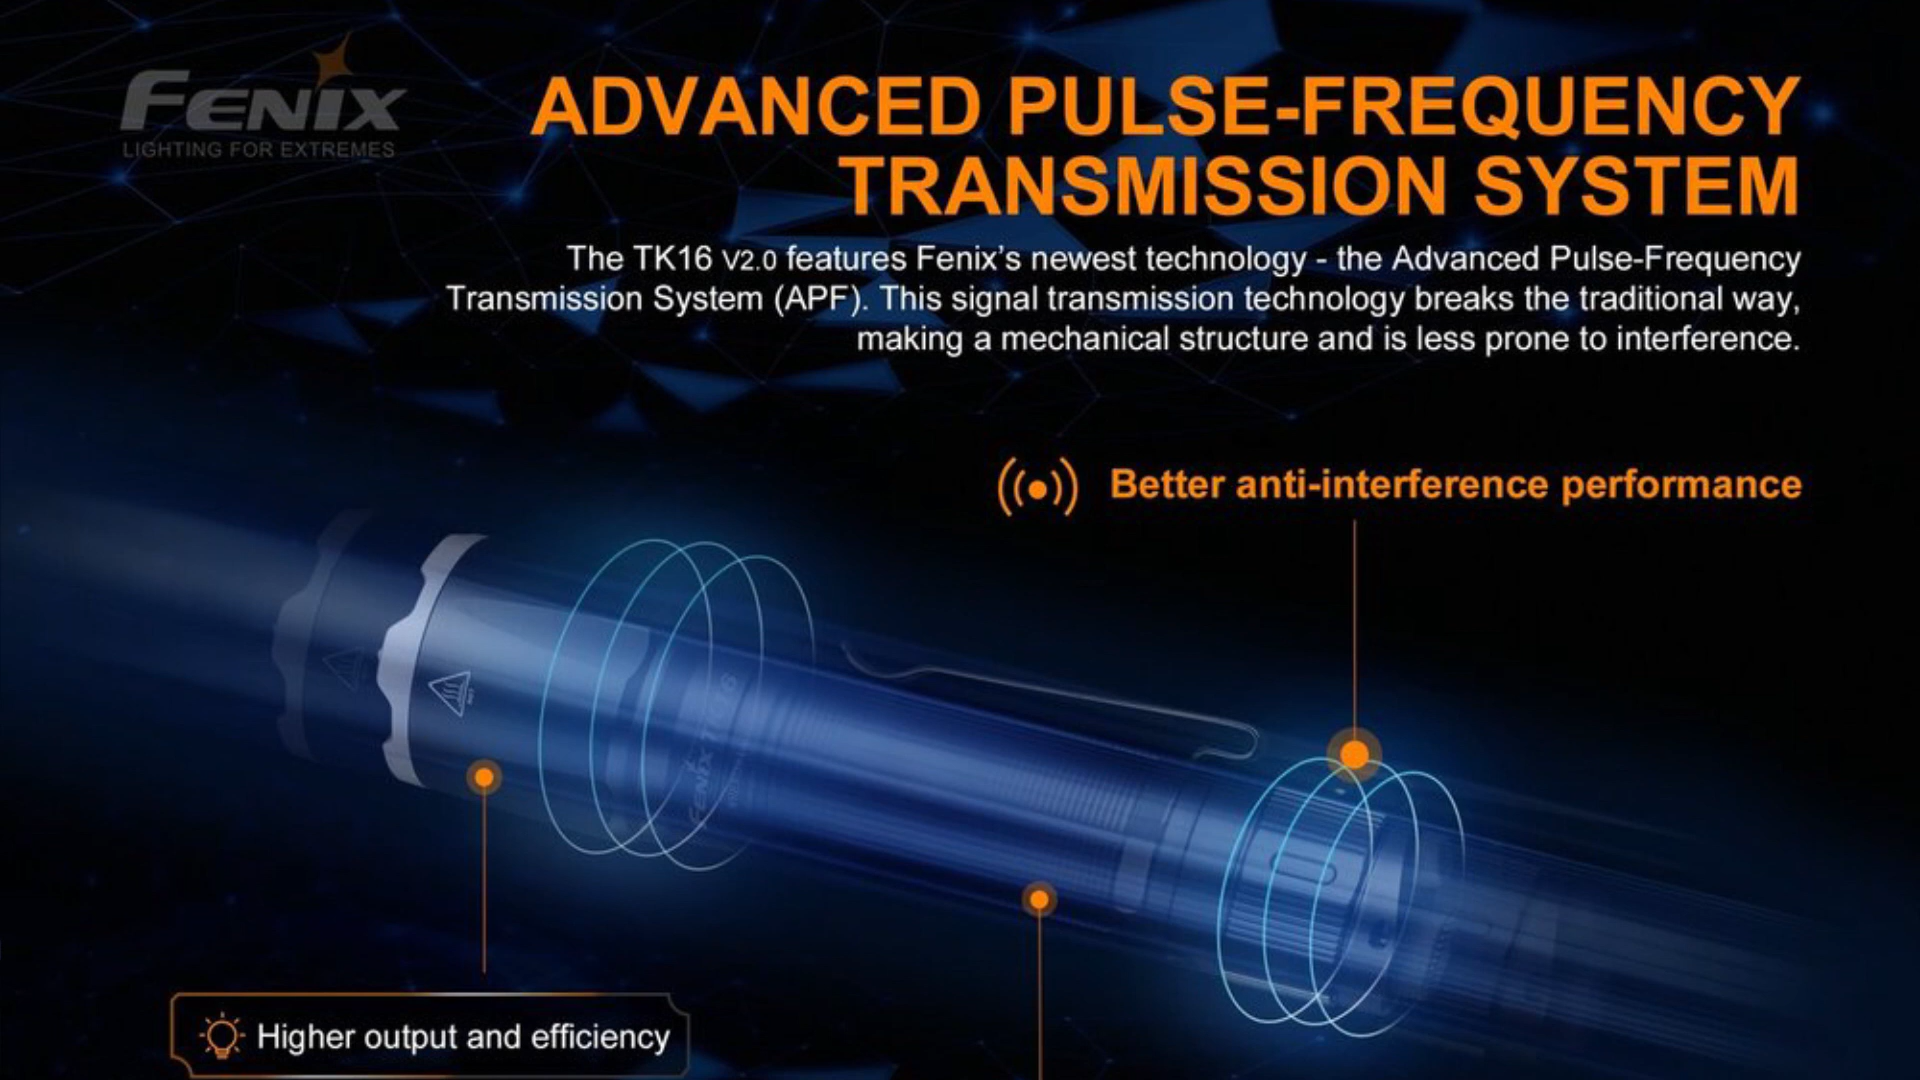 FENIX
LIGHTING FOR EXTREMES
ADVANCED PULSE-FREQUENCY
TRANSMISSION SYSTEM
The TK16 V2.0 features Fenix's newest technology - the Advanced Pulse-Frequency
Transmission System (APF). This signal transmission technology breaks the traditional way,
making a mechanical structure and is less prone to interference.
Better anti-interference performance
FENIX
Higher output and efficiency